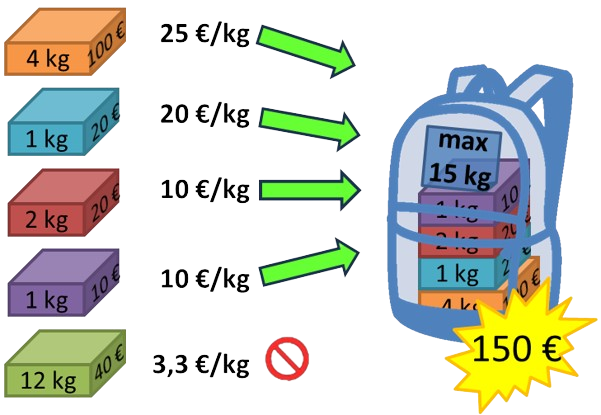 4 kg 100 € 25 €/kg
1 kg 20 € 20 €/kg
2 kg 20 € 10 €/kg
1 kg 10 € 10 €/kg
12 kg 40 € 3,3 €/kg
max
15 kg
1 kg 10
2 kg 2
1 kg 2
4 kg 00 €
150 €